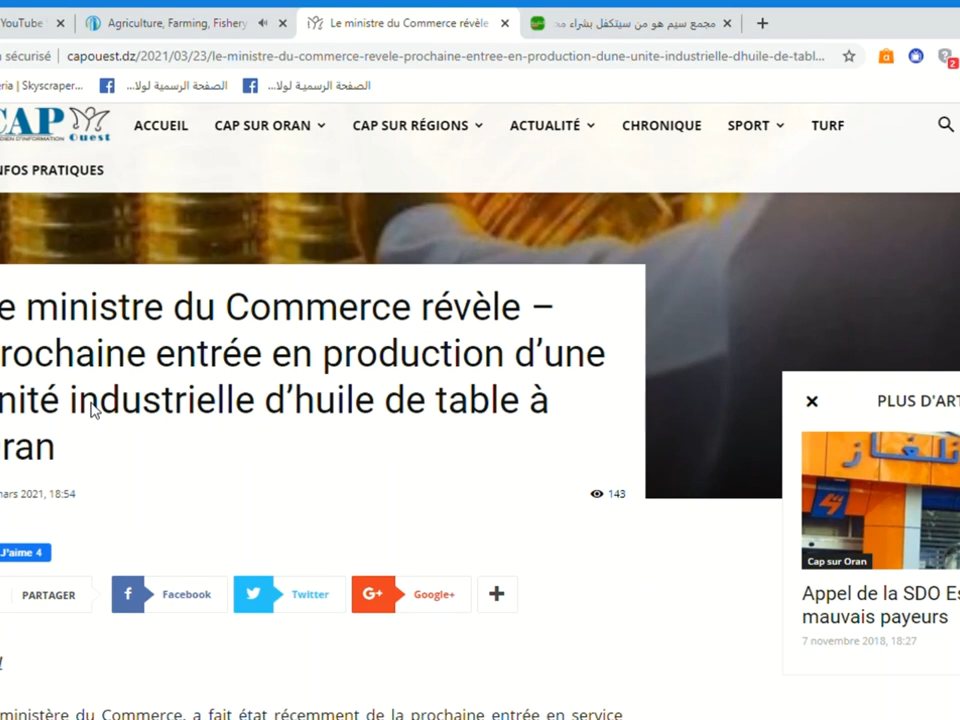 YouTube
Agriculture, Farming, Fishery
Le ministre du Commerce révèle
مجمع سيم هو من سيتكفل بشراء
sécurisé
capouest.dz/2021/03/23/le-ministre-du-commerce-revele-prochaine-entree-en-production-dune-unite-industrielle-dhuile-de-tabl...
2
eria | Skyscraper...
الصفحة الرسمية لولا...
الصفحة الرسمية لولا...
CAP
Ouest
ACCUEIL
CAP SUR ORAN
CAP SUR RÉGIONS
ACTUALITÉ
CHRONIQUE
SPORT
TURF
NFOS PRATIQUES
e ministre du Commerce révèle –
rochaine entrée en production d’une
nité industrielle d’huile de table à
ran
mars 2021, 18:54
143
J'aime 4
PARTAGER
Facebook
Twitter
G+
Google+
ministère du Commerce, a fait état récemment de la prochaine entrée en service
PLUS D'ART
نلغاز
Cap sur Oran
Appel de la SDO Es
mauvais payeurs
7 novembre 2018, 18:27